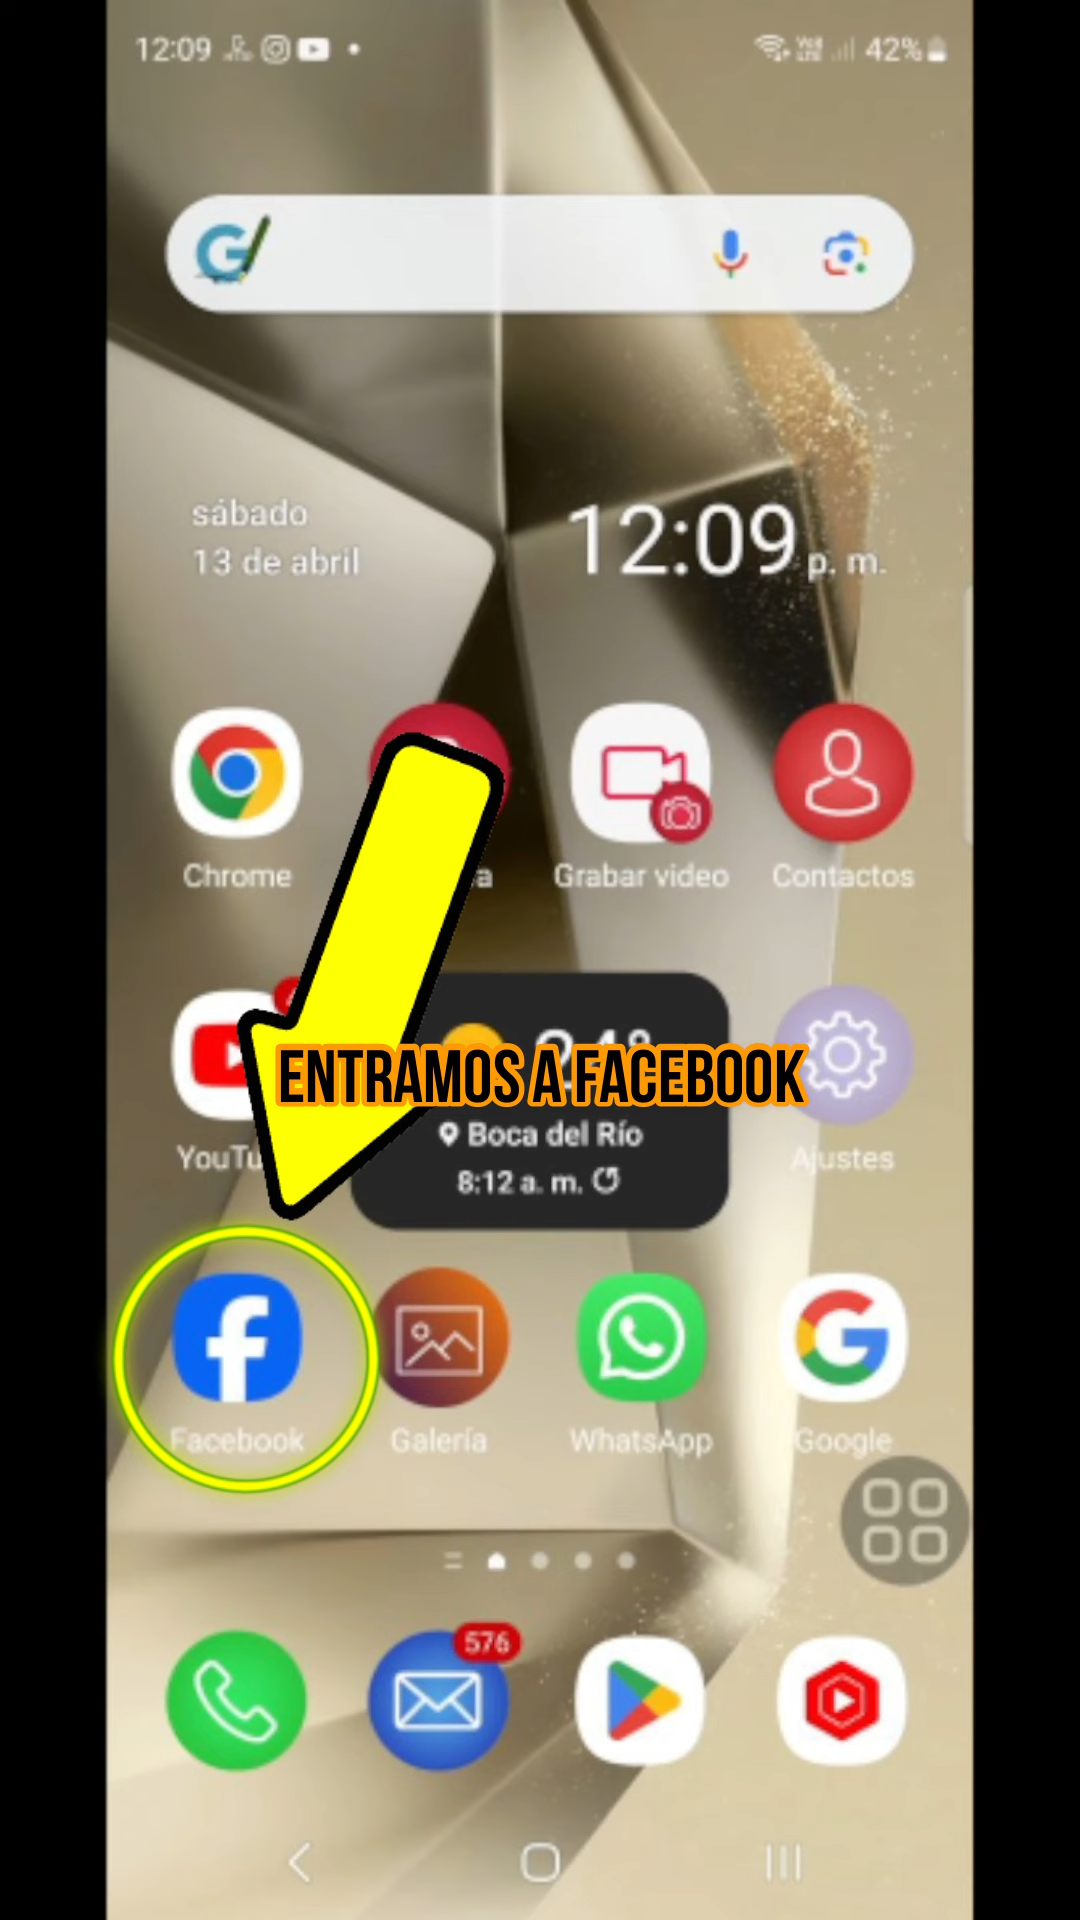 12:09
42%
sábado
13 de abril
12:09 p. m.
Chrome
Grabar video
Contactos
ENTRAMOS A FACEBOOK
Boca del Río
8:12 a. m.
Ajustes
Facebook
Galería
WhatsApp
Google
576